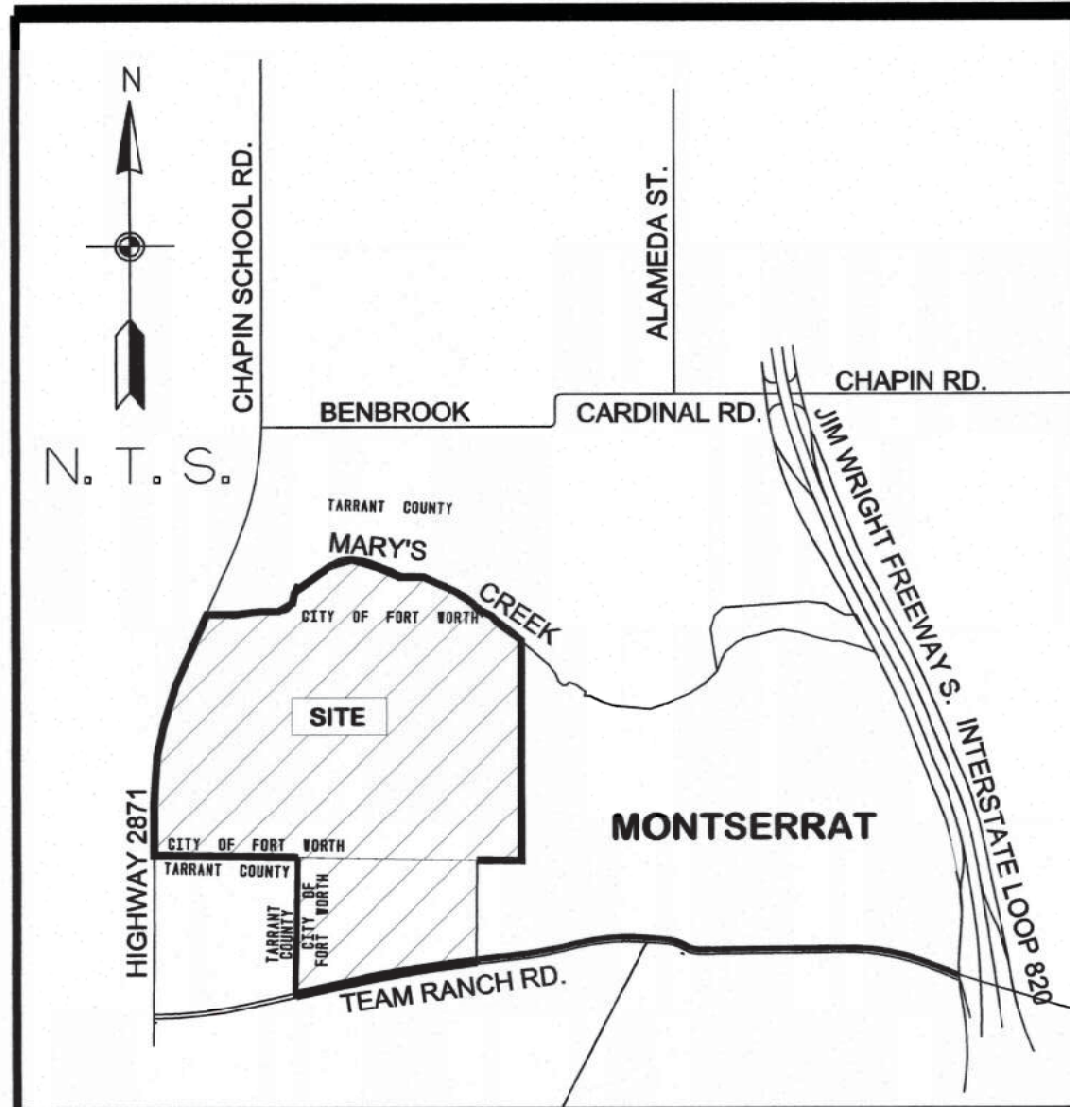 N
CHAPIN SCHOOL RD.
ALAMEDA ST.
CHAPIN RD.
BENBROOK
CARDINAL RD.
N. T. S.
JIM WRIGHT FREEWAY S. INTERSTATE LOOP 820
TARRANT COUNTY
MARY'S
CREEK
CITY OF FORT WORTH
SITE
HIGHWAY 2871
MONTSERRAT
CITY OF FORT WORTH
TARRANT COUNTY
TARRANT
COUNTY
CITY OF
FORT WORTH
TEAM RANCH RD.